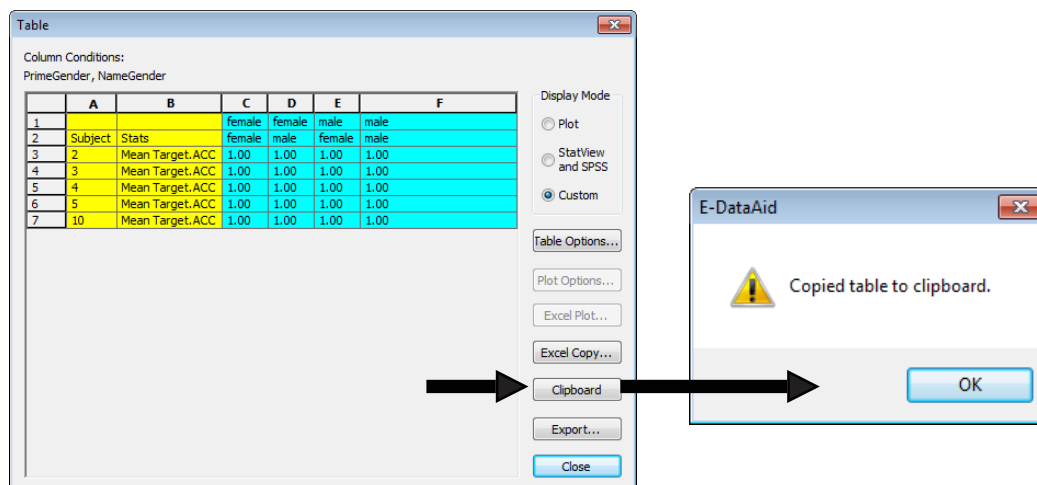 Table
Column Conditions:
PrimeGender, NameGender
A B C D E F
1 female female male male
2 Subject Stats female male female male
3 2 Mean Target.ACC 1.00 1.00 1.00 1.00
4 3 Mean Target.ACC 1.00 1.00 1.00 1.00
5 4 Mean Target.ACC 1.00 1.00 1.00 1.00
6 5 Mean Target.ACC 1.00 1.00 1.00 1.00
7 10 Mean Target.ACC 1.00 1.00 1.00 1.00
Display Mode
Plot
StatView
and SPSS
Custom
Table Options...
Plot Options...
Excel Plot...
Excel Copy...
Clipboard
Export...
Close
E-DataAid
Copied table to clipboard.
OK